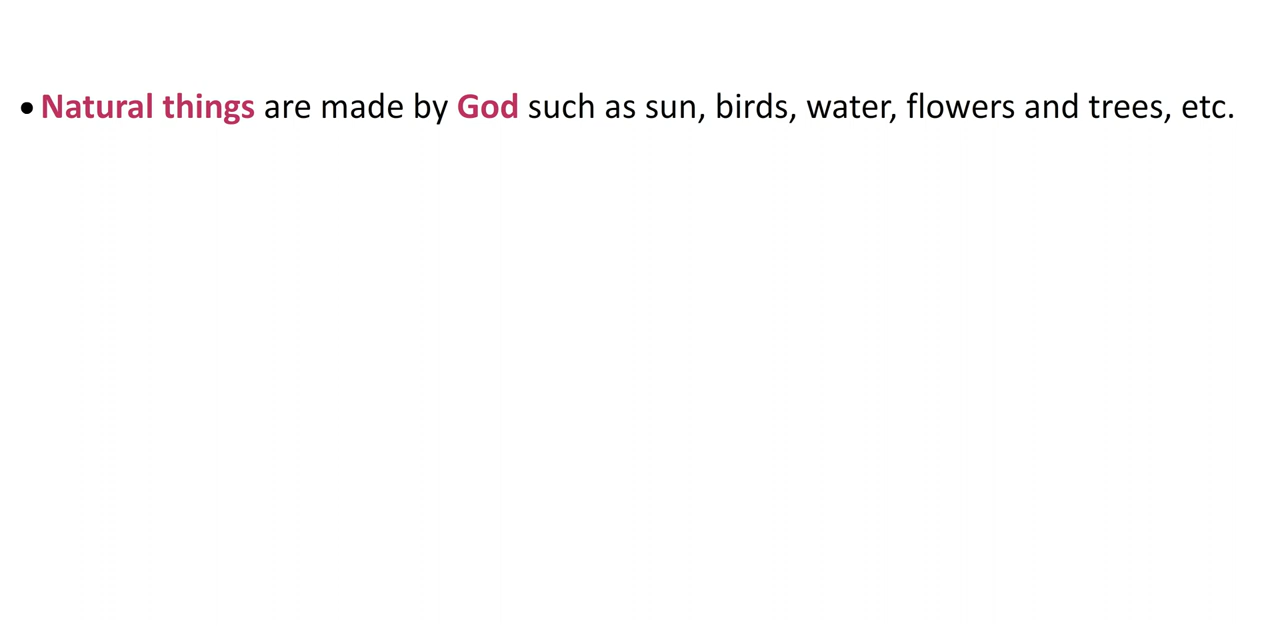 • Natural things are made by God such as sun, birds, water, flowers and trees, etc.